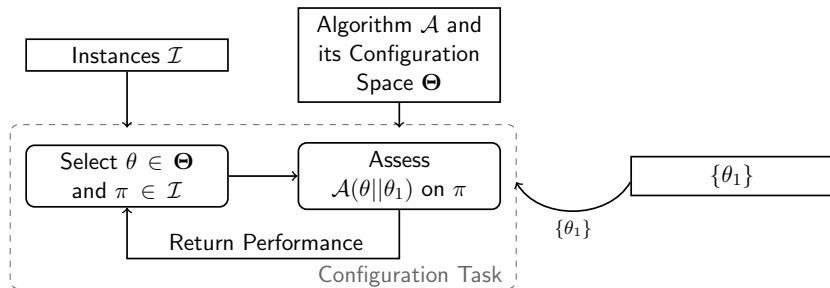 Instances 𝓘
Algorithm 𝓐 and
its Configuration
Space 𝚯
Select θ ∈ 𝚯
and π ∈ 𝓘
Assess
𝓐(θ||θ₁) on π
{θ₁}
{θ₁}
Return Performance
Configuration Task